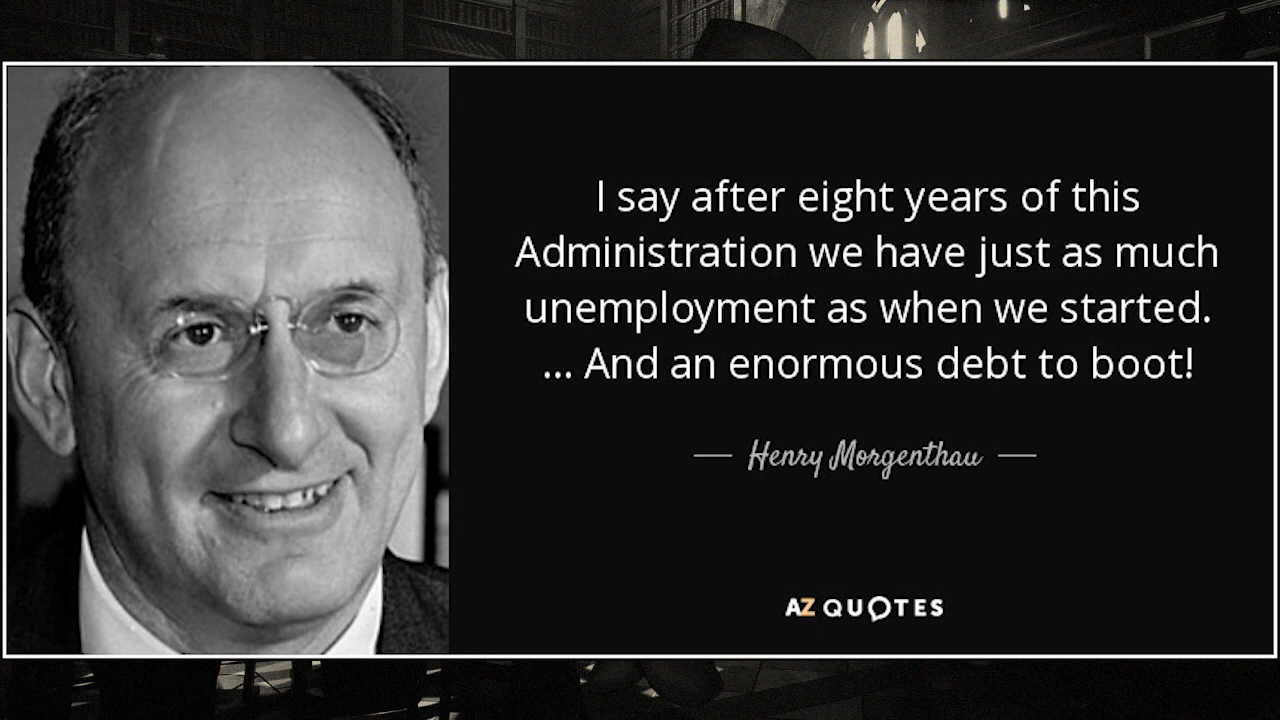 I say after eight years of this
Administration we have just as much
unemployment as when we started.
... And an enormous debt to boot!
Henry Morgenthau
AZ QUOTES